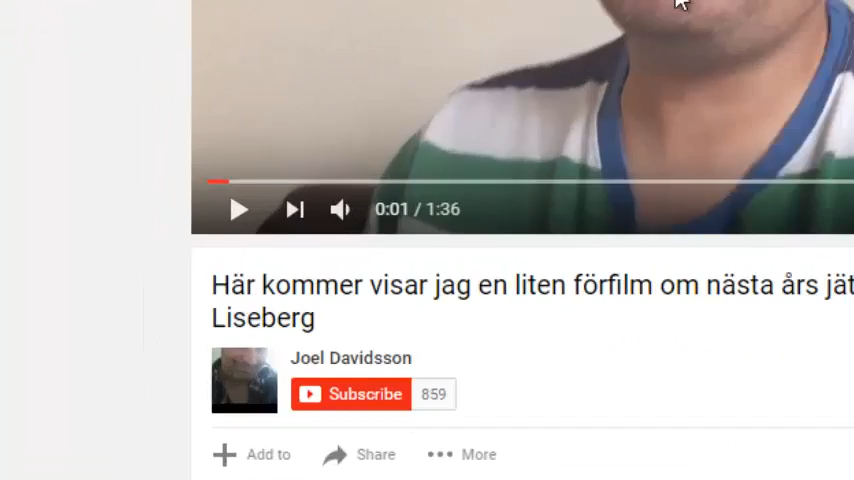 0:01 / 1:36
Här kommer visar jag en liten förfilm om nästa års
Liseberg
Joel Davidsson
Subscribe 859
Add to Share More